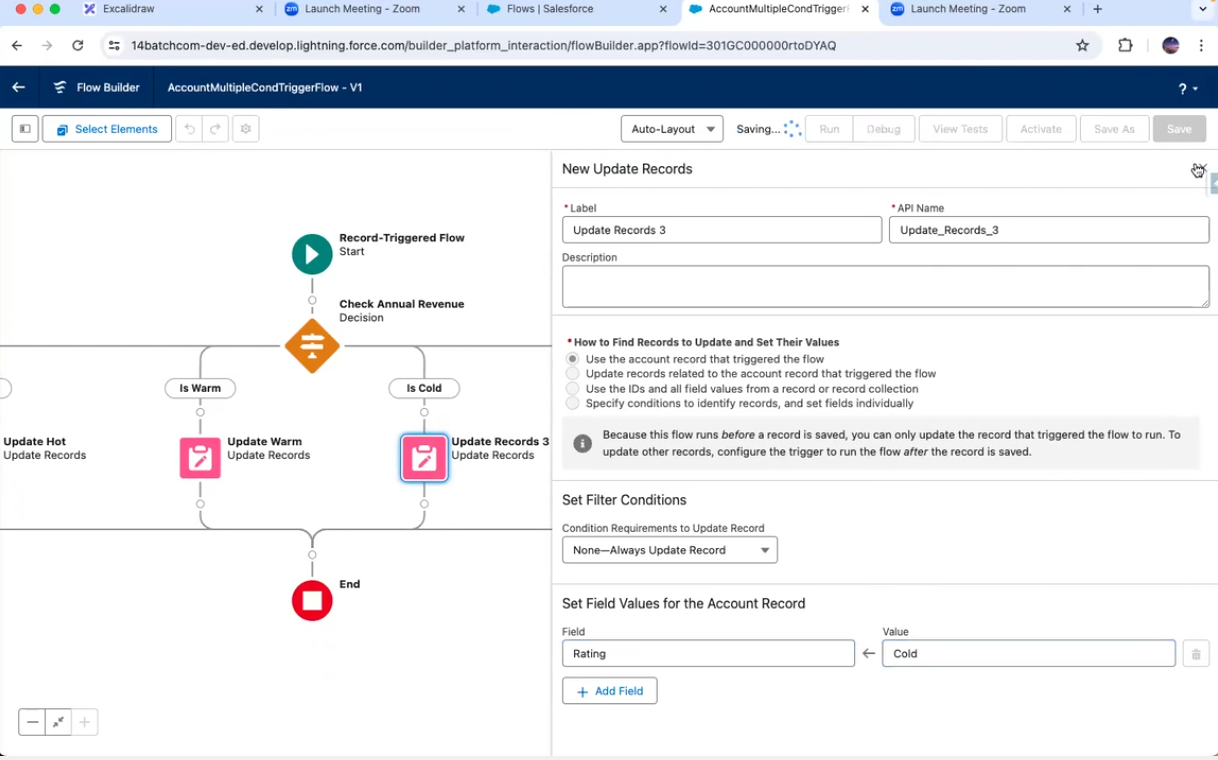 Excalidraw
Launch Meeting - Zoom
Flows | Salesforce
AccountMultipleCondTrigger
Launch Meeting - Zoom
14batchcom-dev-ed.develop.lightning.force.com/builder_platform_interaction/flowBuilder.app?flowId=301GC000000rtoDYAQ
Flow Builder
AccountMultipleCondTriggerFlow - V1
?
Select Elements
Auto-Layout
Saving...
Run
Debug
View Tests
Activate
Save As
Save
Record-Triggered Flow
Start
Check Annual Revenue
Decision
Is Warm
Is Cold
Update Hot
Update Records
Update Warm
Update Records
Update Records 3
Update Records
End
New Update Records
* Label
* API Name
Update Records 3
Update_Records_3
Description
* How to Find Records to Update and Set Their Values
Use the account record that triggered the flow
Update records related to the account record that triggered the flow
Use the IDs and all field values from a record or record collection
Specify conditions to identify records, and set fields individually
Because this flow runs before a record is saved, you can only update the record that triggered the flow to run. To
update other records, configure the trigger to run the flow after the record is saved.
Set Filter Conditions
Condition Requirements to Update Record
None—Always Update Record
Set Field Values for the Account Record
Field
Value
Rating
Cold
+ Add Field